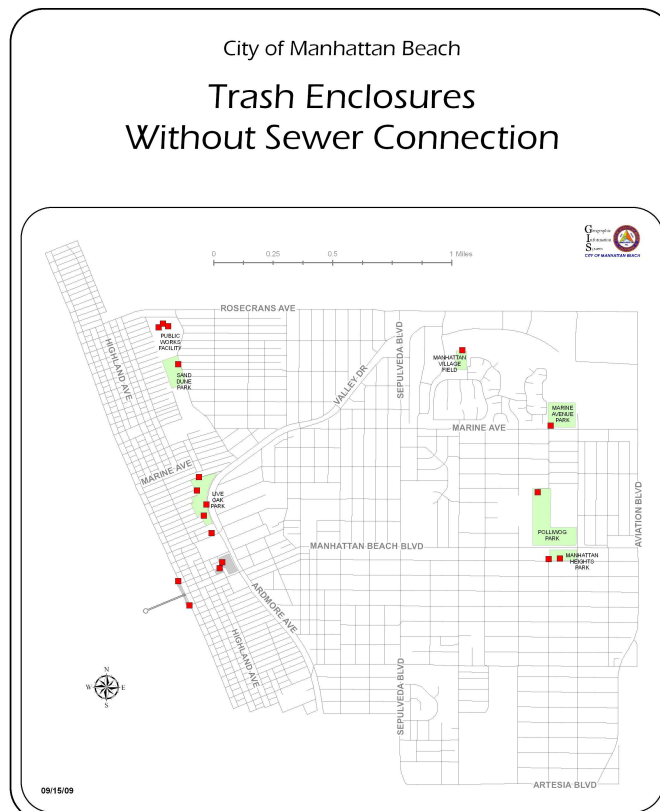 City of Manhattan Beach
Trash Enclosures
Without Sewer Connection
Geographic
Information
System
CITY OF MANHATTAN BEACH
0 0.25 0.5 1 Miles
ROSECRANS AVE
PUBLIC
WORKS
FACILITY
HIGHLAND AVE
SAND
DUNE
PARK
VALLEY DR
SEPULVEDA BLVD
MANHATTAN
VILLAGE
FIELD
MARINE
AVENUE
PARK
MARINE AVE
MARINE AVE
LIVE
OAK
PARK
POLLIWOG
PARK
AVIATION BLVD
MANHATTAN BEACH BLVD
MANHATTAN
HEIGHTS
PARK
ARDMORE AVE
HIGHLAND AVE
SEPULVEDA BLVD
N
W E
S
09/15/09
ARTESIA BLVD